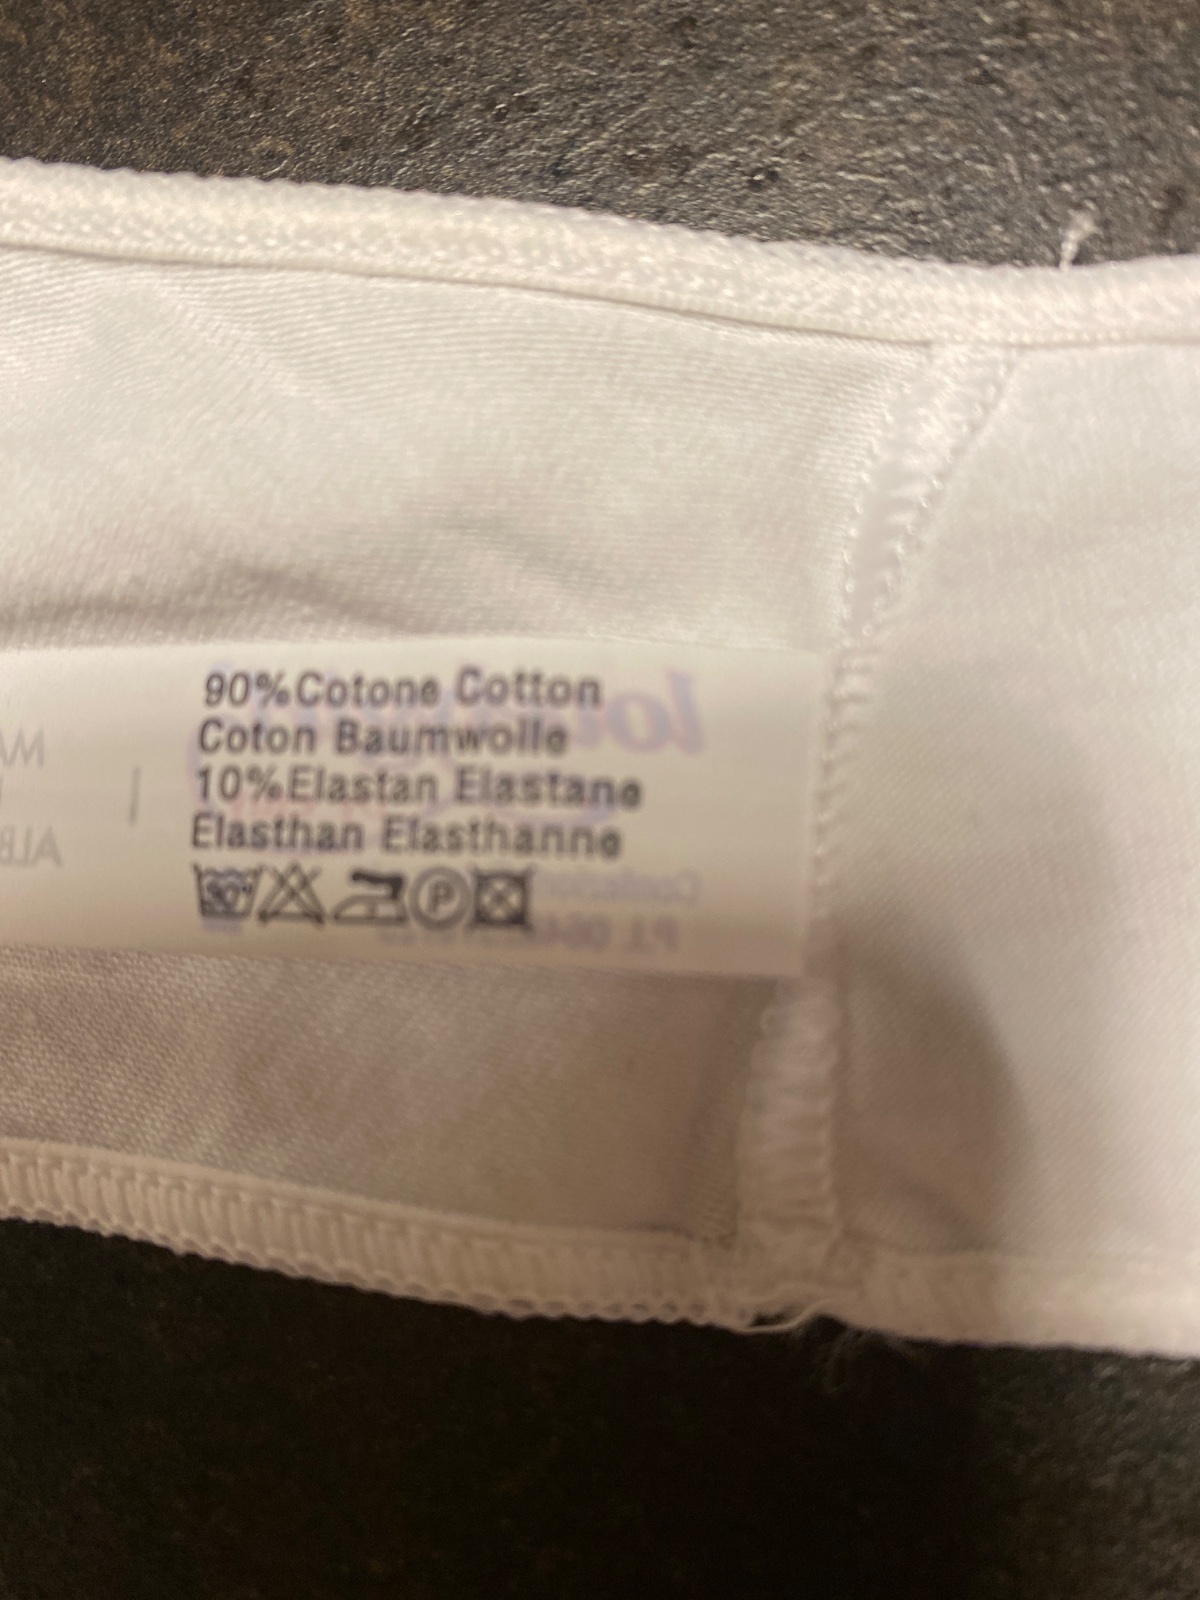 90%Cotone Cotton
Coton Baumwolle
10%Elastan Elastane
Elasthan Elasthanne
P